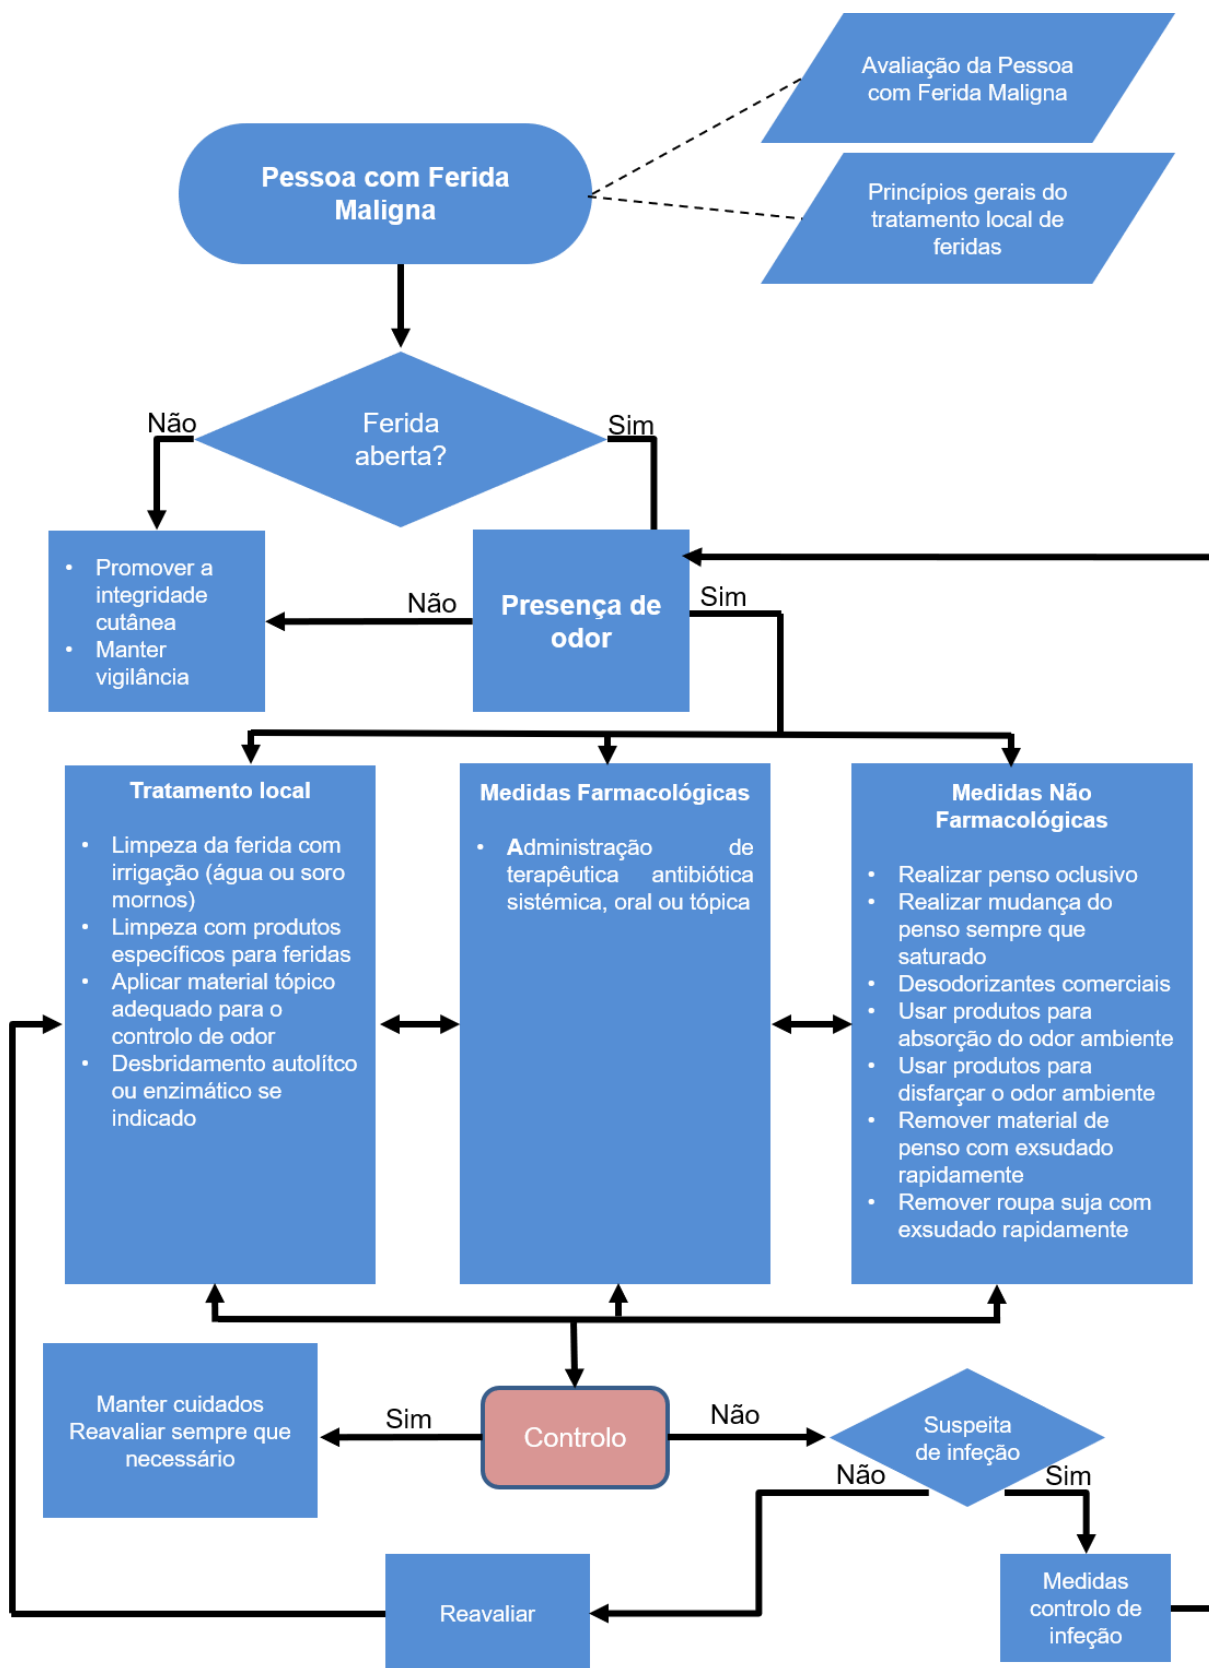 Avaliação da Pessoa
com Ferida Maligna
Pessoa com Ferida
Maligna
Princípios gerais do
tratamento local de
feridas
Não
Sim
Ferida
aberta?
• Promover a
integridade
cutânea
• Manter
vigilância
Não
Presença de
odor
Sim
Tratamento local
• Limpeza da ferida com
irrigação (água ou soro
mornos)
• Limpeza com produtos
específicos para feridas
• Aplicar material tópico
adequado para o
controlo de odor
• Desbridamento autolítco
ou enzimático se
indicado
Medidas Farmacológicas
• Administração de
terapêutica antibiótica
sistémica, oral ou tópica
Medidas Não
Farmacológicas
• Realizar penso oclusivo
• Realizar mudança do
penso sempre que
saturado
• Desodorizantes comerciais
• Usar produtos para
absorção do odor ambiente
• Usar produtos para
disfarçar o odor ambiente
• Remover material de
penso com exsudado
rapidamente
• Remover roupa suja com
exsudado rapidamente
Manter cuidados
Reavaliar sempre que
necessário
Sim
Controlo
Não
Suspeita
de infeção
Não
Sim
Reavaliar
Medidas
controlo de
infeção